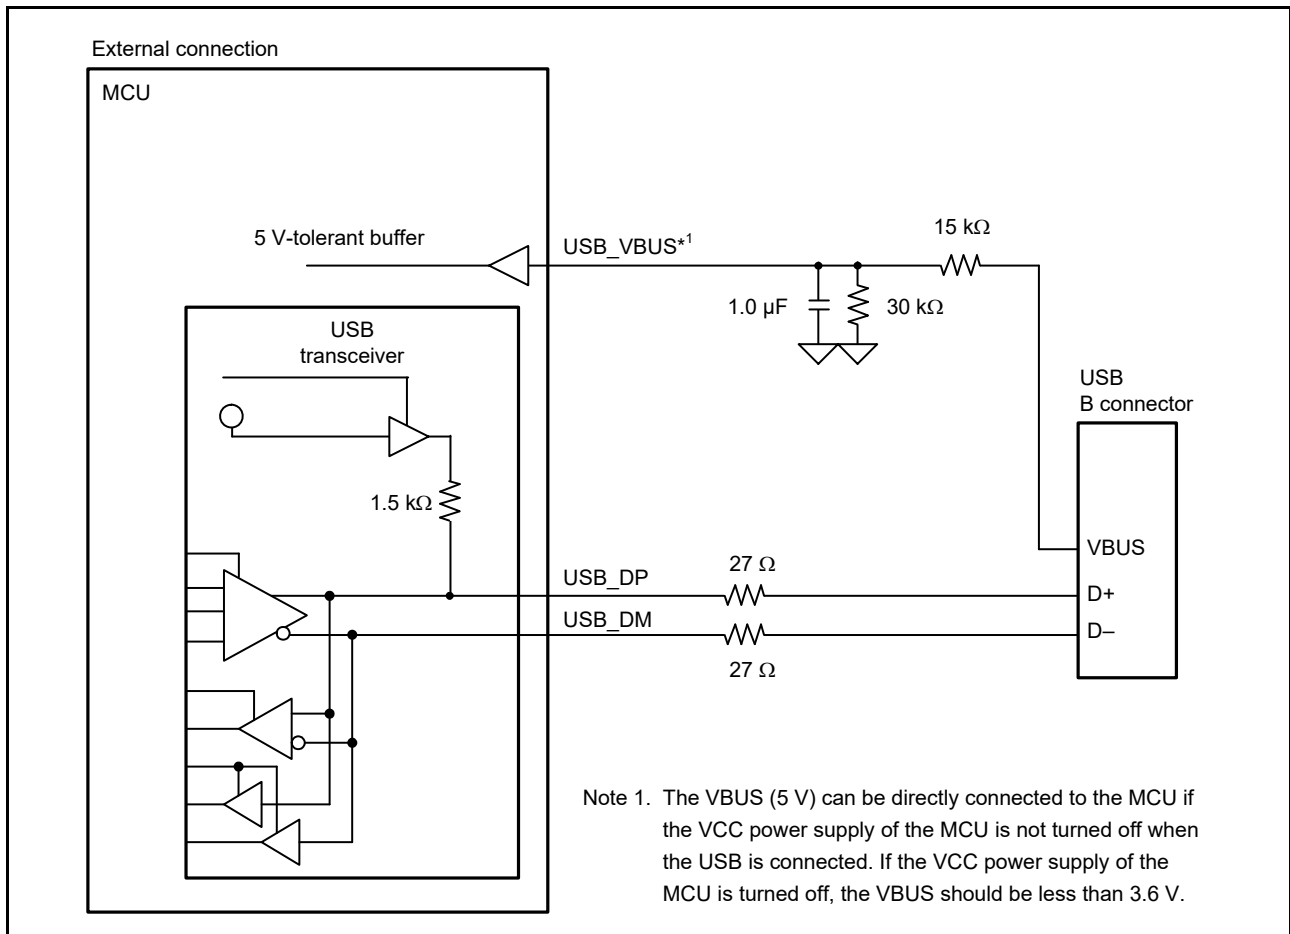 External connection
MCU
5 V-tolerant buffer
USB_VBUS*1
15 kΩ
1.0 µF
30 kΩ
USB
transceiver
USB
B connector
1.5 kΩ
VBUS
27 Ω
USB_DP
D+
USB_DM
D–
27 Ω
Note 1. The VBUS (5 V) can be directly connected to the MCU if
the VCC power supply of the MCU is not turned off when
the USB is connected. If the VCC power supply of the
MCU is turned off, the VBUS should be less than 3.6 V.